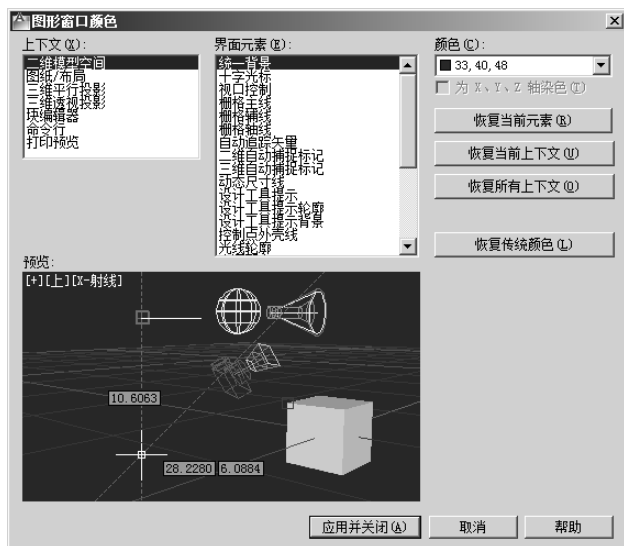 图形窗口颜色
上下文(X):
二维模型空间
图纸/布局
三维平行投影
三维透视投影
块编辑器
命令行
打印预览
界面元素(E):
统一背景
十字光标
视口控制
栅格主线
栅格辅线
栅格轴线
自动追踪矢量
二维自动捕捉标记
三维自动捕捉标记
动态尺寸线
设计工具提示
设计工具提示轮廓
设计工具提示背景
控制点外壳线
光线轮廓
颜色(C):
33, 40, 48
为 X、Y、Z 轴染色(T)
恢复当前元素(R)
恢复当前上下文(U)
恢复所有上下文(O)
恢复传统颜色(L)
预览:
[+][上][X-射线]
10.6063
28.2280 6.0884
应用并关闭(A)
取消
帮助